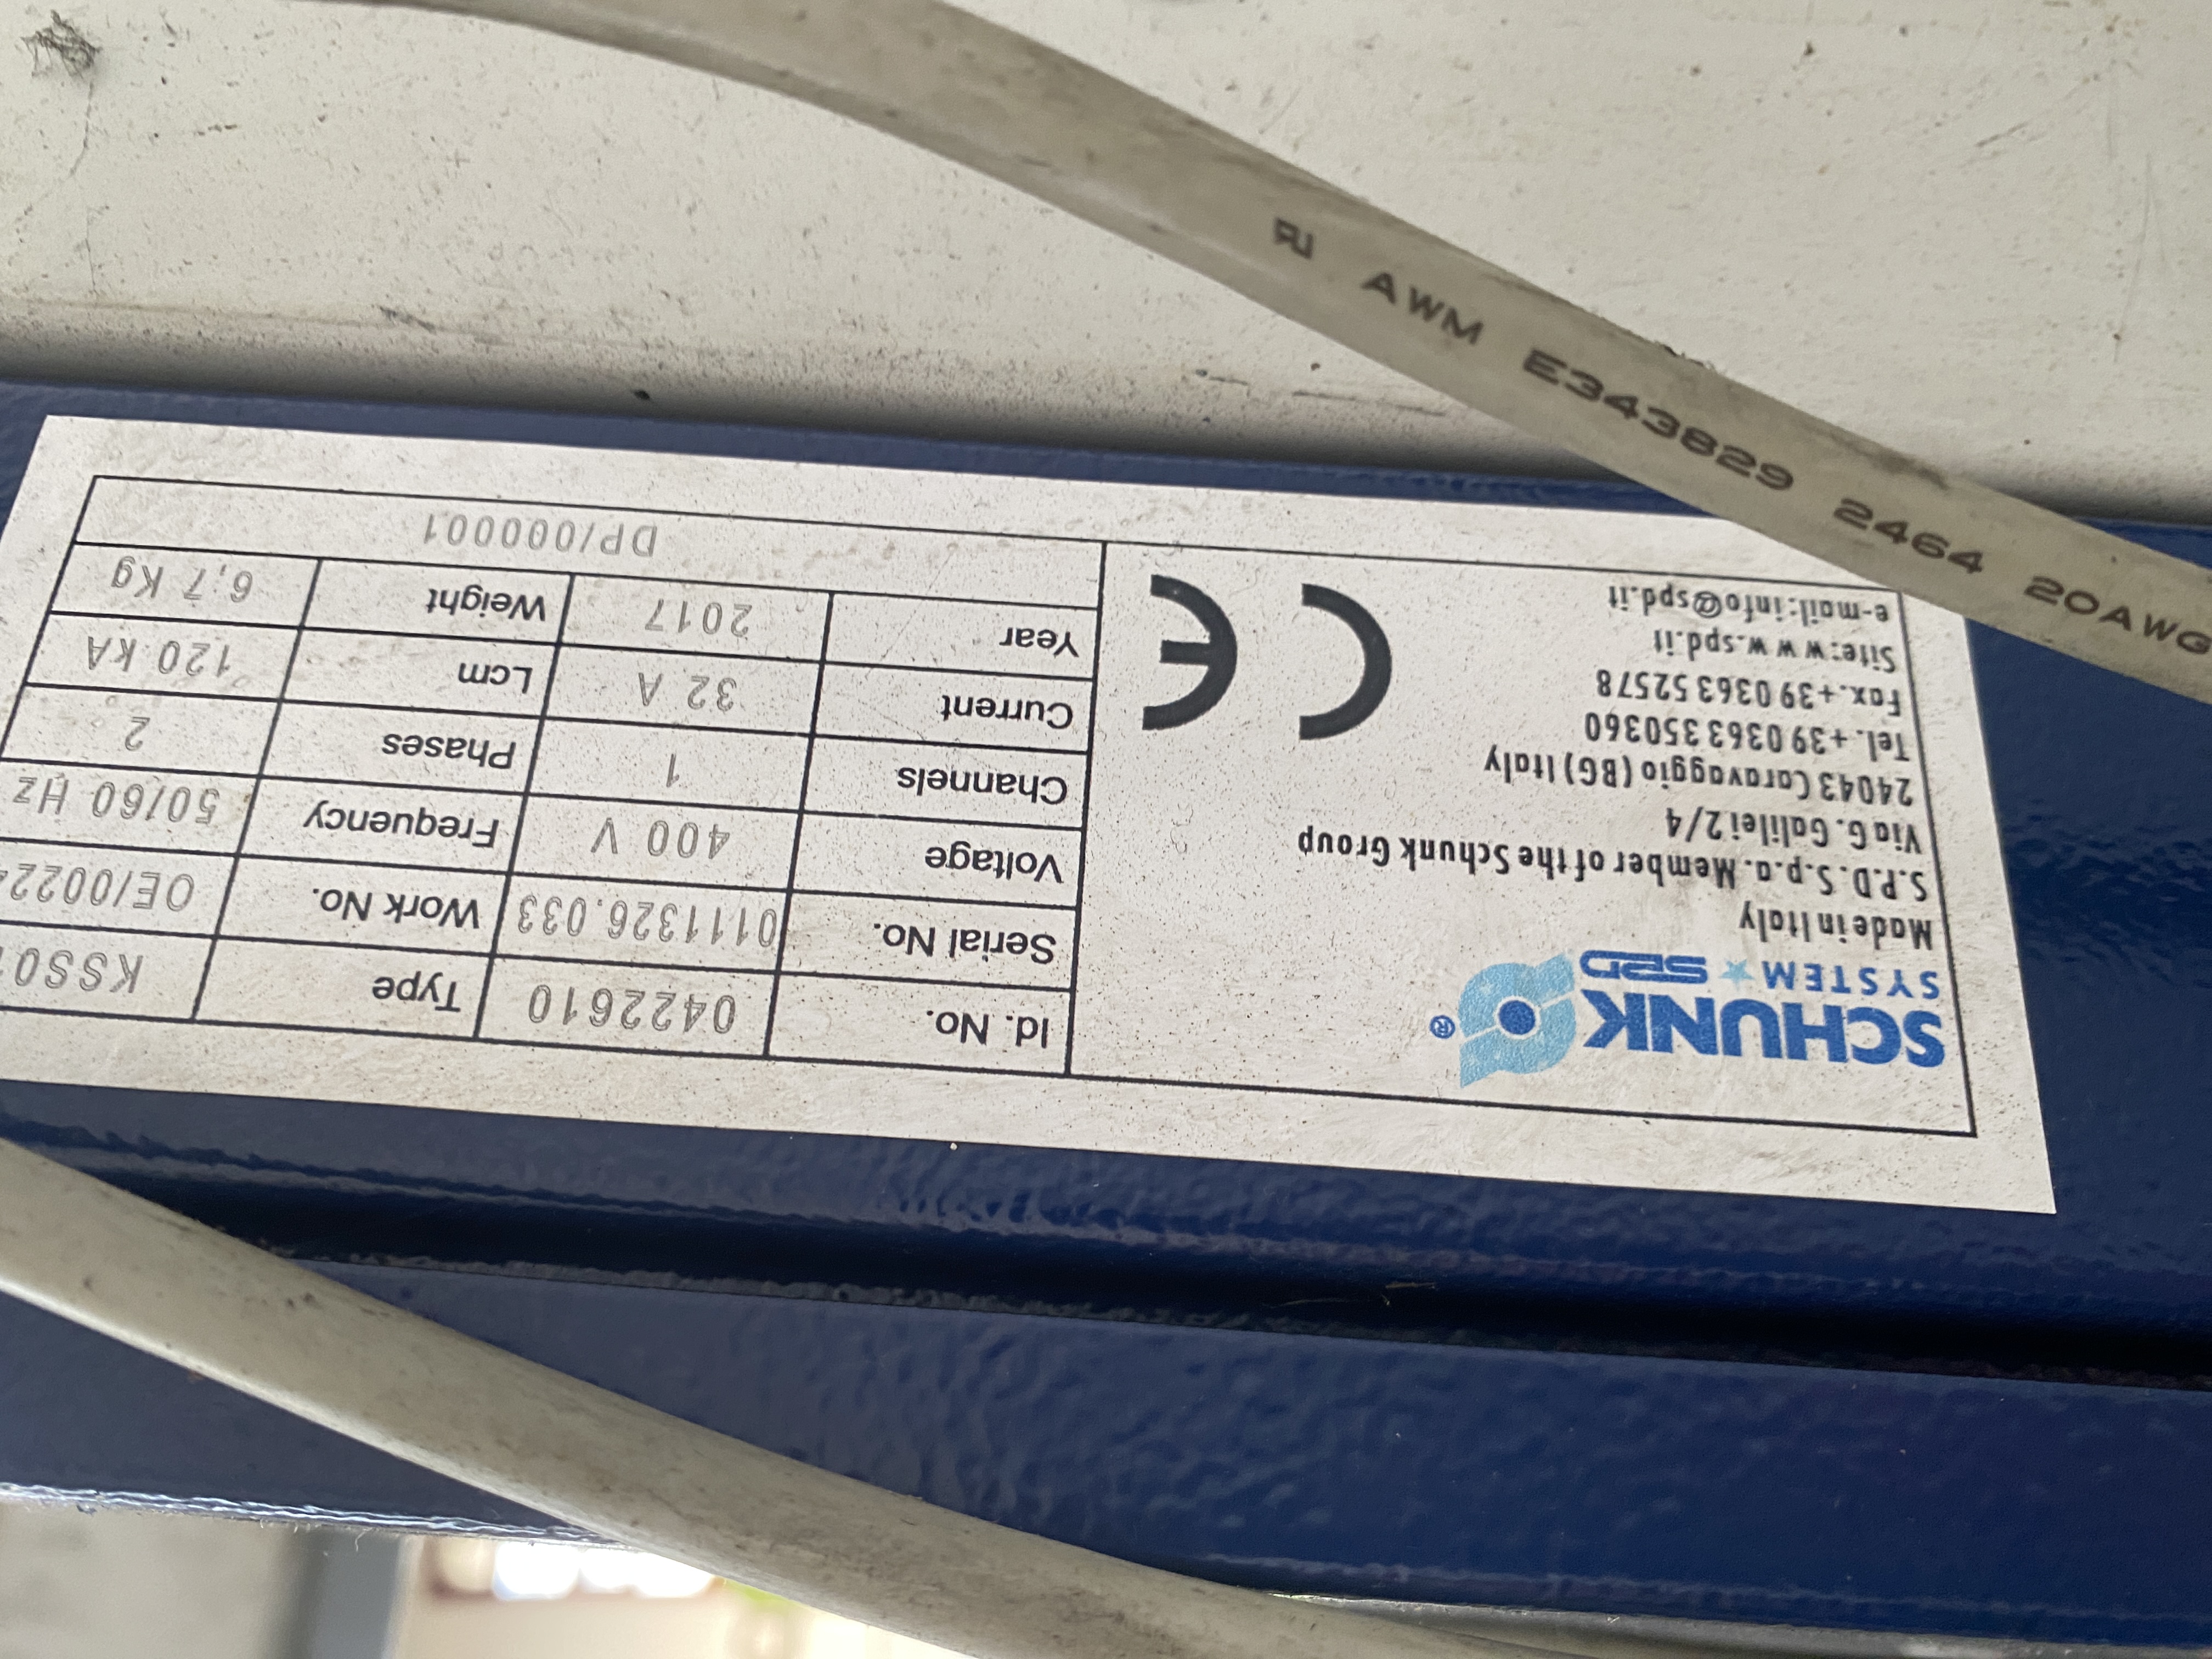 SCHUNK ®
SYSTEM SPD
Made in Italy
S.P.D. S.p.a. Member of the Schunk Group
Via G. Galilei 2/4
24043 Caravaggio (BG) Italy
Tel. +39 0363 350360
Fax. +39 0363 52578
Site: www.spd.it
e-mail: info@spd.it
CE
Id. No. 0422610 Type
Serial No. 0111326.033 Work No.
Voltage 400 V Frequency 50/60 Hz
Channels 1 Phases 2
Current 32 A Lcm 120 kA
Year 2017 Weight 6,7 Kg
DP/000001
AWM E343829 2464 20AWG